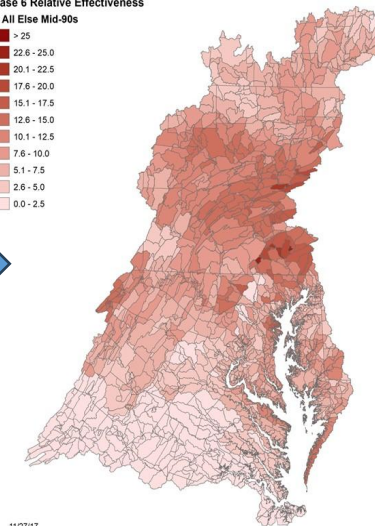 ase 6 Relative Effectiveness
All Else Mid-90s
> 25
22.6 - 25.0
20.1 - 22.5
17.6 - 20.0
15.1 - 17.5
12.6 - 15.0
10.1 - 12.5
7.6 - 10.0
5.1 - 7.5
2.6 - 5.0
0.0 - 2.5